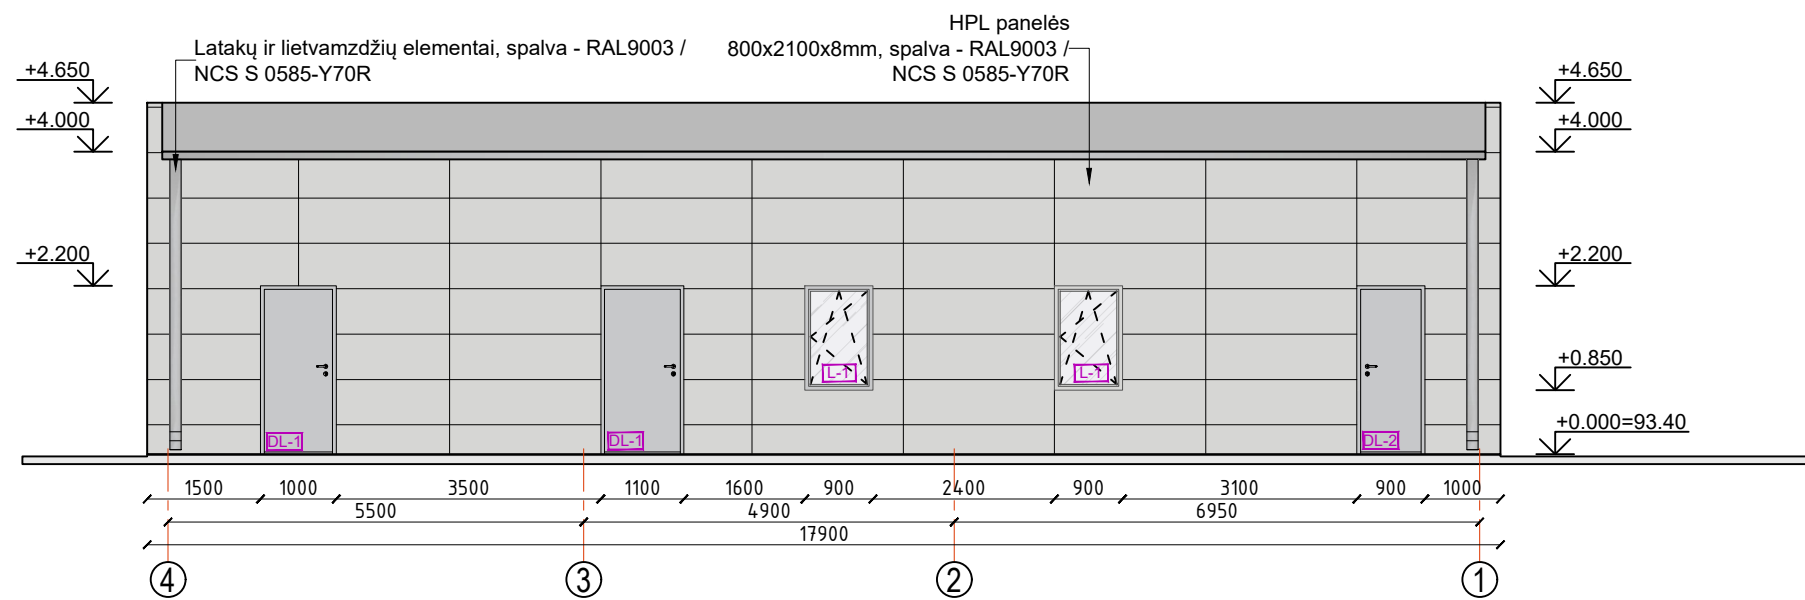 HPL panelės
Latakų ir lietvamzdžių elementai, spalva - RAL9003 /
NCS S 0585-Y70R
800x2100x8mm, spalva - RAL9003 /
NCS S 0585-Y70R
+4.650
+4.650
+4.000
+4.000
+2.200
+2.200
+0.850
L-1
L-1
+0.000=93.40
DL-1
DL-1
DL-2
1500 1000 3500 1100 1600 900 2400 900 3100 900 1000
5500 4900 6950
17900
4 3 2 1